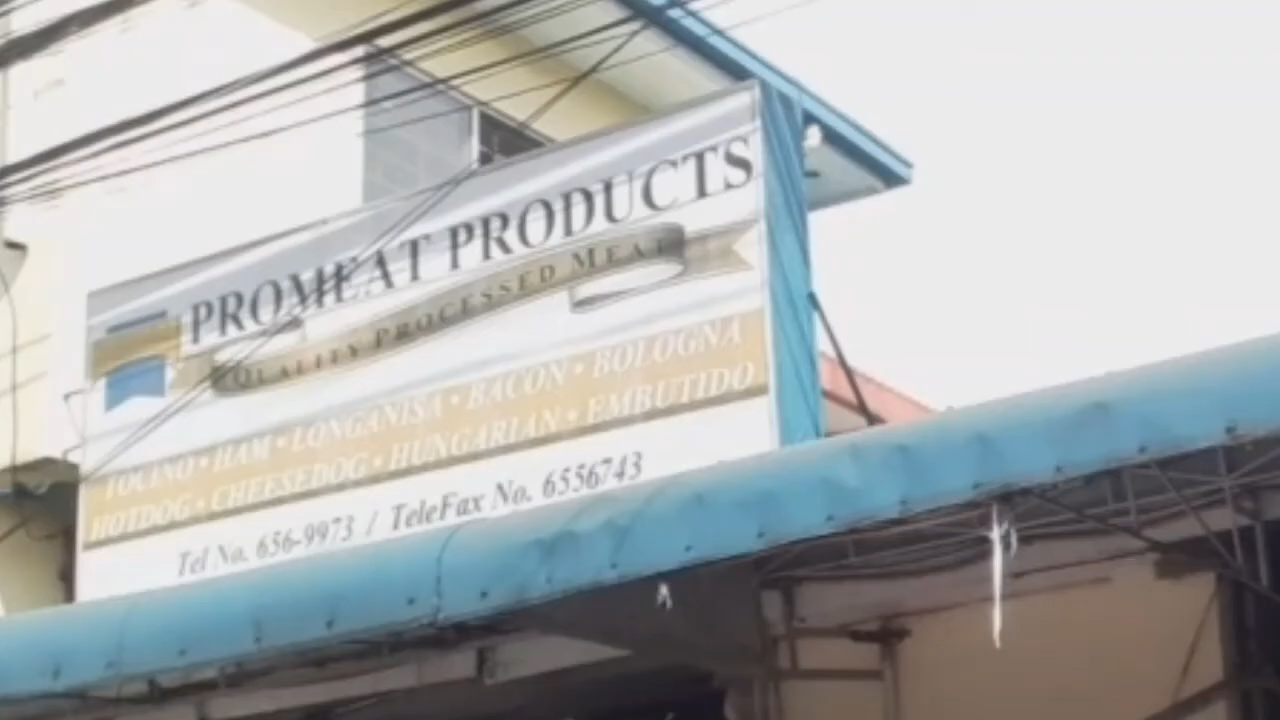 PROMEAT PRODUCTS
QUALITY PROCESSED MEAT
TOCINO • HAM • LONGANISA • BACON • BOLOGNA
HOTDOG • CHEESEDOG • HUNGARIAN • EMBUTIDO
Tel No. 656-9973 / TeleFax No. 6556743